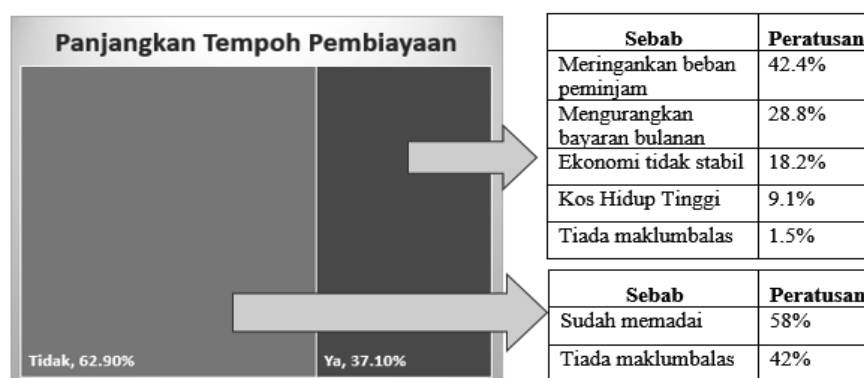 Panjangkan Tempoh Pembiayaan
Tidak, 62.90%
Ya, 37.10%
Sebab Peratusan
Meringankan beban 42.4%
peminjam
Mengurangkan 28.8%
bayaran bulanan
Ekonomi tidak stabil 18.2%
Kos Hidup Tinggi 9.1%
Tiada maklumbalas 1.5%
Sebab Peratusan
Sudah memadai 58%
Tiada maklumbalas 42%